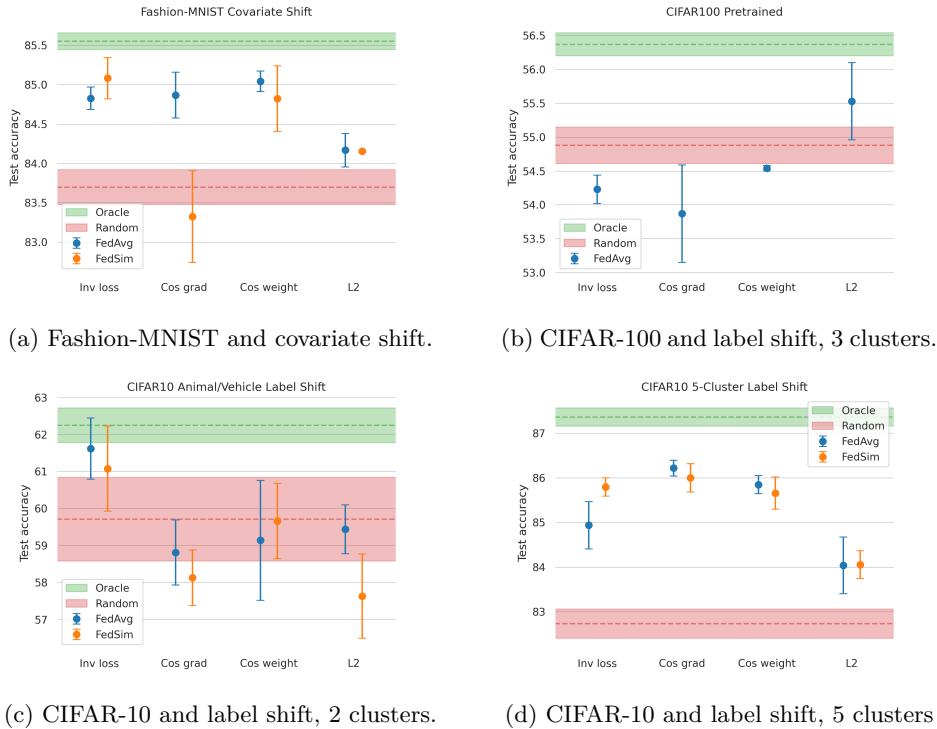 Fashion-MNIST Covariate Shift
Test accuracy
85.5
85.0
84.5
84.0
83.5
83.0
Oracle
Random
FedAvg
FedSim
Inv loss Cos grad Cos weight L2
(a) Fashion-MNIST and covariate shift.
CIFAR100 Pretrained
Test accuracy
56.5
56.0
55.5
55.0
54.5
54.0
53.5
53.0
Oracle
Random
FedAvg
Inv loss Cos grad Cos weight L2
(b) CIFAR-100 and label shift, 3 clusters.
CIFAR10 Animal/Vehicle Label Shift
Test accuracy
63
62
61
60
59
58
57
Oracle
Random
FedAvg
FedSim
Inv loss Cos grad Cos weight L2
(c) CIFAR-10 and label shift, 2 clusters.
CIFAR10 5-Cluster Label Shift
Test accuracy
87
86
85
84
83
Oracle
Random
FedAvg
FedSim
Inv loss Cos grad Cos weight L2
(d) CIFAR-10 and label shift, 5 clusters